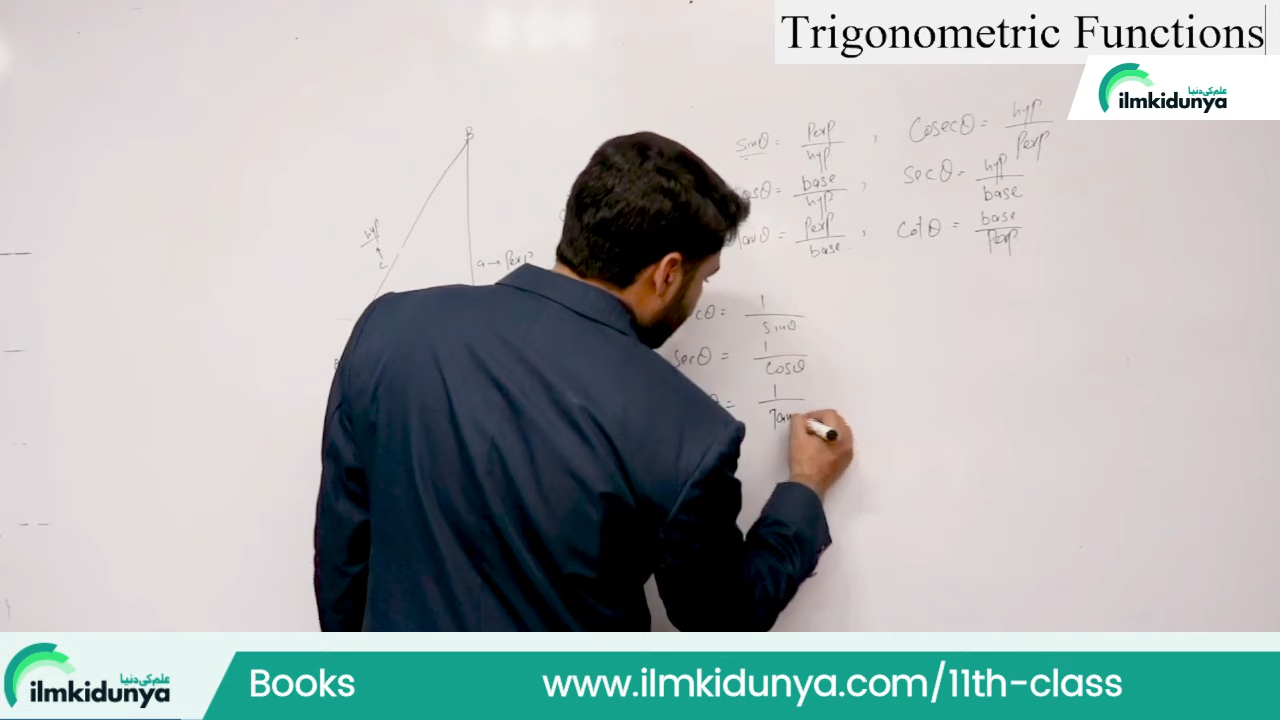 Trigonometric Functions
علم کی دنیا
ilmkidunya
B
hyp
c
a → Perp
sinθ = Perp/hyp , Cosecθ = hyp/Perp
osθ = base/hyp , secθ = hyp/base
Tanθ = Perp/base , Cotθ = base/Perp
cθ = 1/sinθ
secθ = 1/Cosθ
θ = 1/Tan
علم کی دنیا
ilmkidunya
Books
www.ilmkidunya.com/11th-class